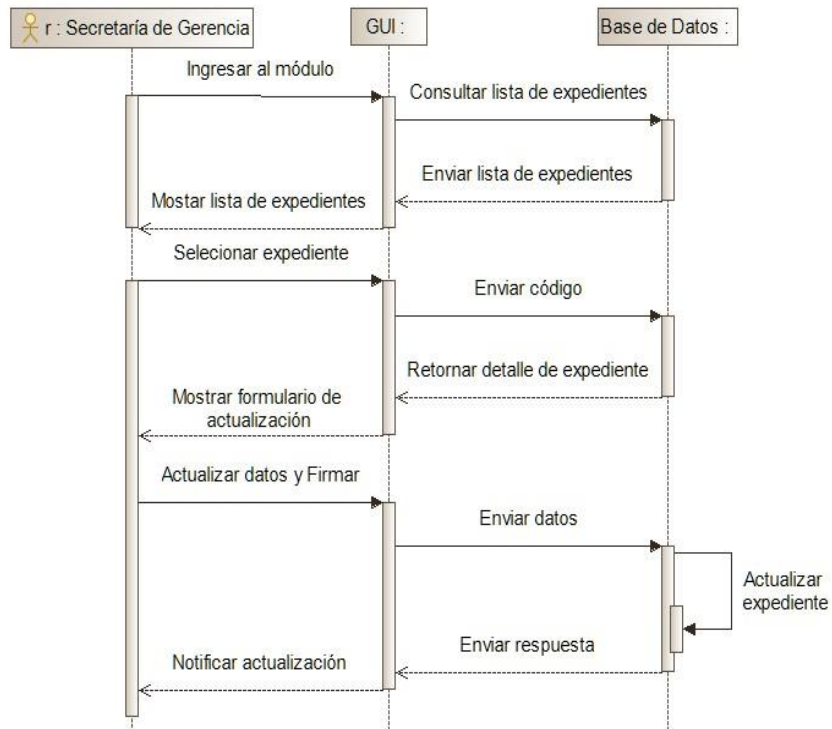 r : Secretaría de Gerencia
GUI :
Base de Datos :
Ingresar al módulo
Consultar lista de expedientes
Enviar lista de expedientes
Mostar lista de expedientes
Selecionar expediente
Enviar código
Retornar detalle de expediente
Mostrar formulario de
actualización
Actualizar datos y Firmar
Enviar datos
Actualizar
expediente
Enviar respuesta
Notificar actualización